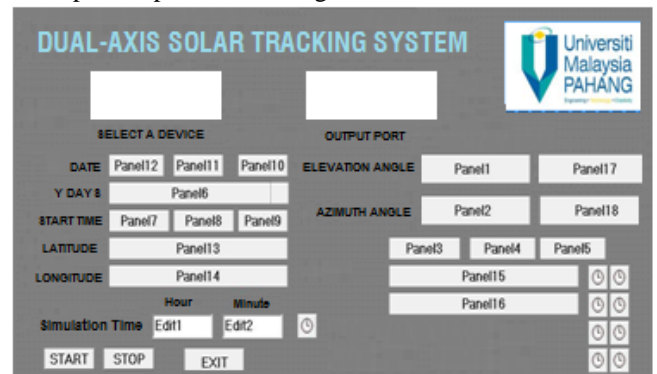 DUAL-AXIS SOLAR TRACKING SYSTEM
Universiti
Malaysia
PAHANG
SELECT A DEVICE
OUTPUT PORT
DATE Panel12 Panel11 Panel10 ELEVATION ANGLE Panel1 Panel17
Y DAYS Panel6
START TIME Panel7 Panel8 Panel9 AZIMUTH ANGLE Panel2 Panel18
LATITUDE Panel13 Panel3 Panel4 Panel5
LONGITUDE Panel14 Panel15
Hour Minute Panel16
Simulation Time Edit1 Edit2
START STOP EXIT